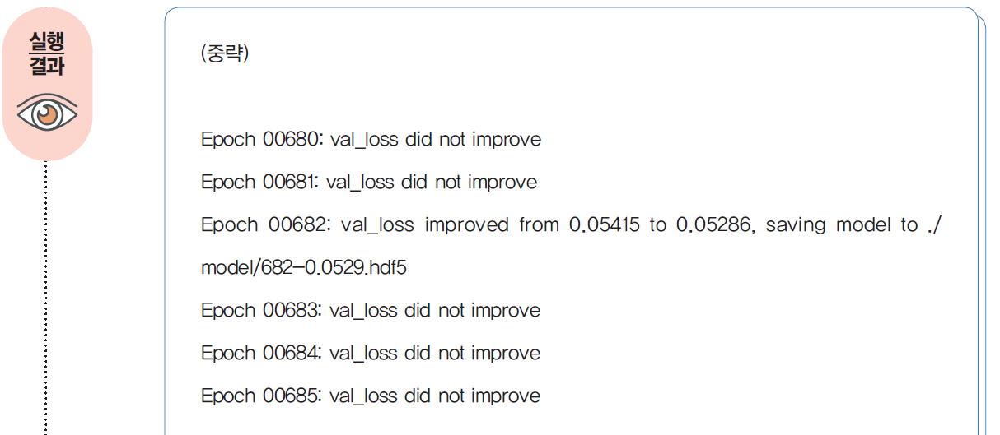 실행
결과
(중략)
Epoch 00680: val_loss did not improve
Epoch 00681: val_loss did not improve
Epoch 00682: val_loss improved from 0.05415 to 0.05286, saving model to ./
model/682-0.0529.hdf5
Epoch 00683: val_loss did not improve
Epoch 00684: val_loss did not improve
Epoch 00685: val_loss did not improve